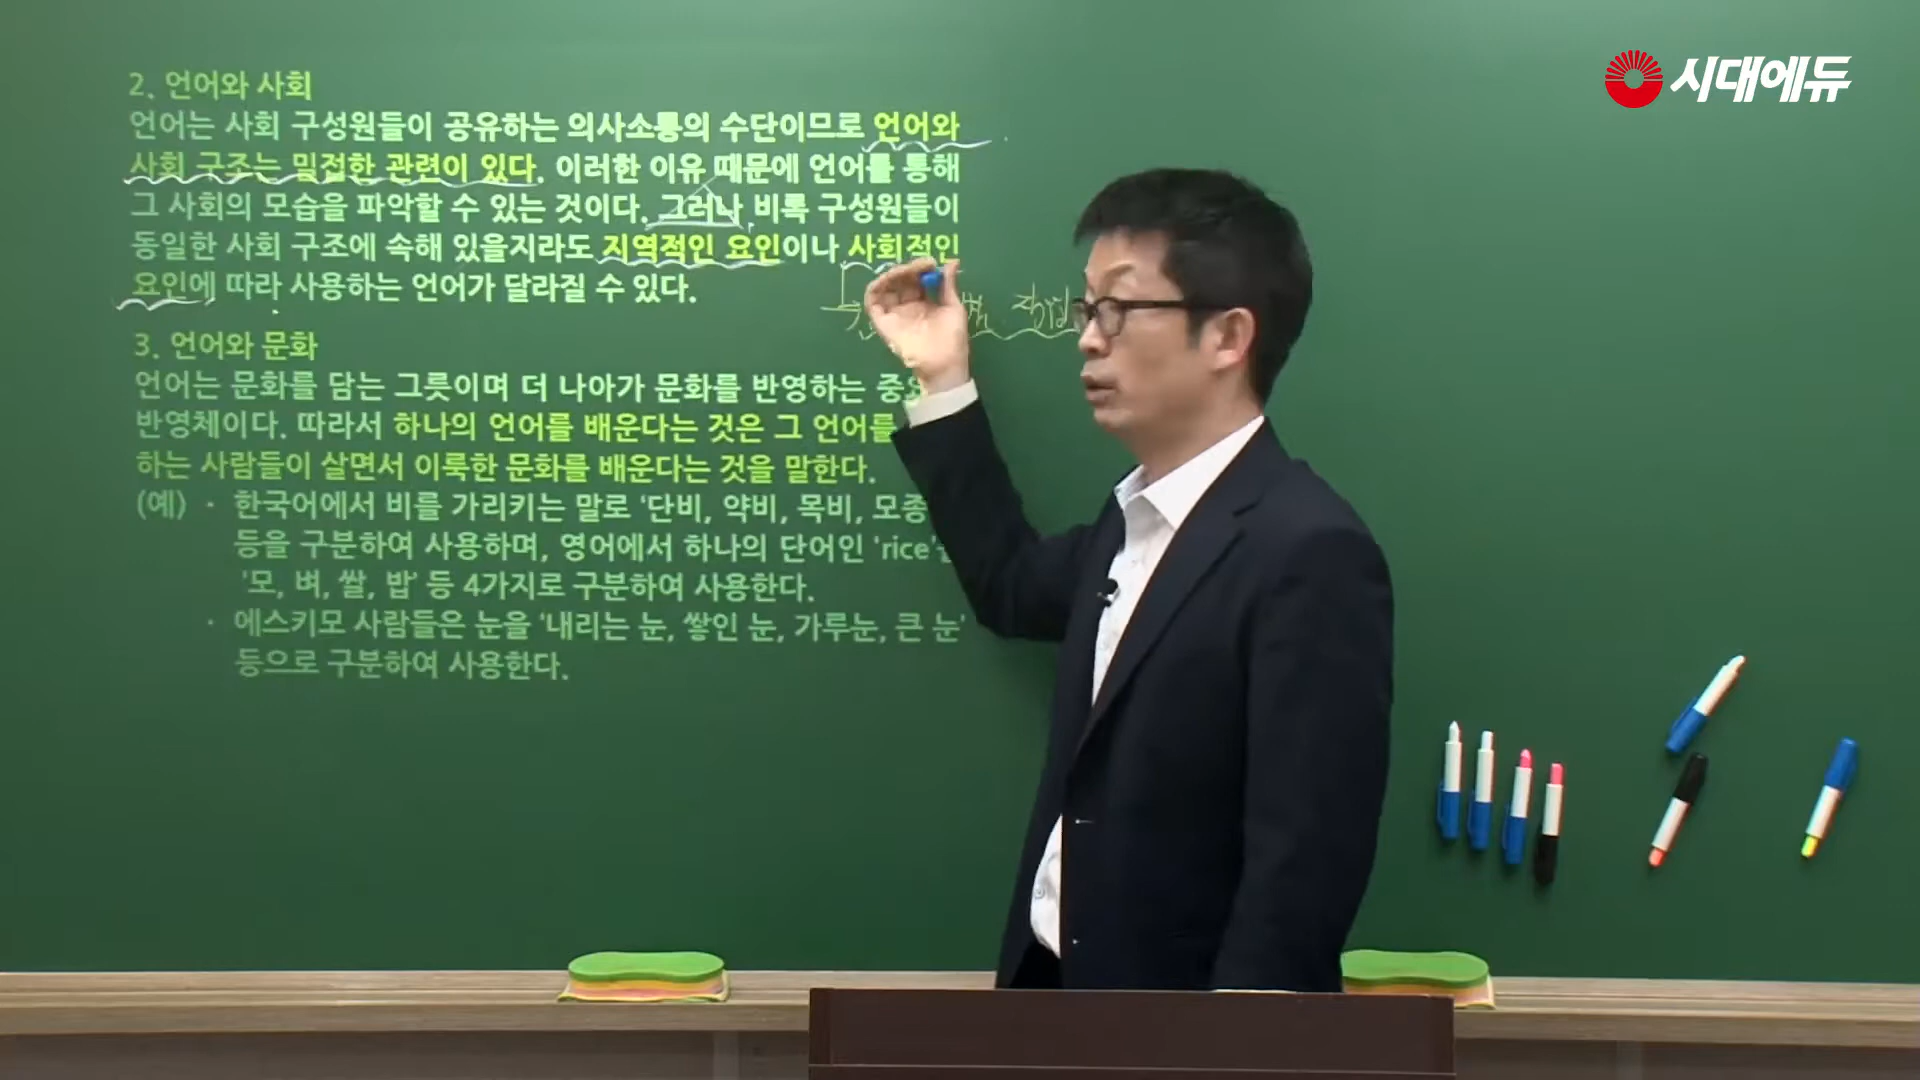 시대에듀
2. 언어와 사회
언어는 사회 구성원들이 공유하는 의사소통의 수단이므로 언어와
사회 구조는 밀접한 관련이 있다. 이러한 이유 때문에 언어를 통해
그 사회의 모습을 파악할 수 있는 것이다. 그러나 비록 구성원들이
동일한 사회 구조에 속해 있을지라도 지역적인 요인이나 사회적인
요인에 따라 사용하는 언어가 달라질 수 있다.
3. 언어와 문화
언어는 문화를 담는 그릇이며 더 나아가 문화를 반영하는
반영체이다. 따라서 하나의 언어를 배운다는 것은 그 언어를
하는 사람들이 살면서 이룩한 문화를 배운다는 것을 말한다.
(예) · 한국어에서 비를 가리키는 말로 '단비, 약비, 목비,
등을 구분하여 사용하며, 영어에서 하나의 단어인 'rice'
'모, 벼, 쌀, 밥' 등 4가지로 구분하여 사용한다.
· 에스키모 사람들은 눈을 '내리는 눈, 쌓인 눈, 가루눈, 큰 눈'
등으로 구분하여 사용한다.